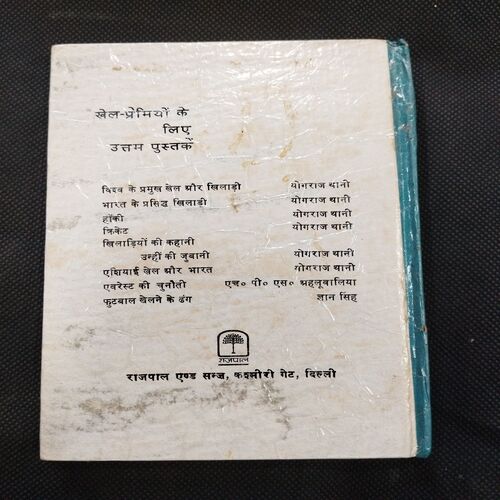 खेल-प्रेमियों के
लिए
उत्तम पुस्तकें
विश्व के प्रमुख खेल और खिलाड़ी योगराज थानी
भारत के प्रसिद्ध खिलाड़ी योगराज थानी
हॉकी योगराज थानी
क्रिकेट योगराज थानी
खिलाड़ियों की कहानी
उन्हीं की जुबानी योगराज थानी
एशियाई खेल और भारत योगराज थानी
एवरेस्ट की चुनौती एच० पी० एस० अहलूवालिया
फुटबाल खेलने के ढंग ज्ञान सिंह
राजपाल
राजपाल एण्ड सन्ज़, कश्मीरी गेट, दिल्ली